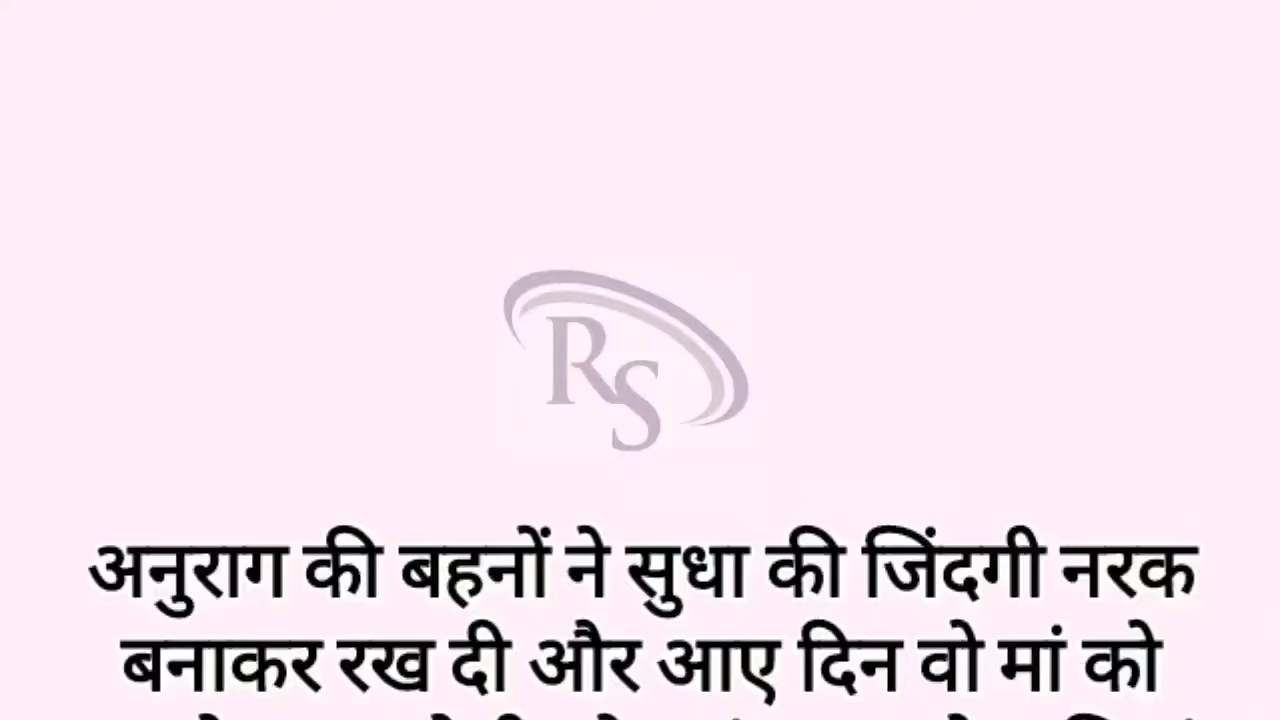 RS
अनुराग की बहनों ने सुधा की जिंदगी नरक
बनाकर रख दी और आए दिन वो मां को